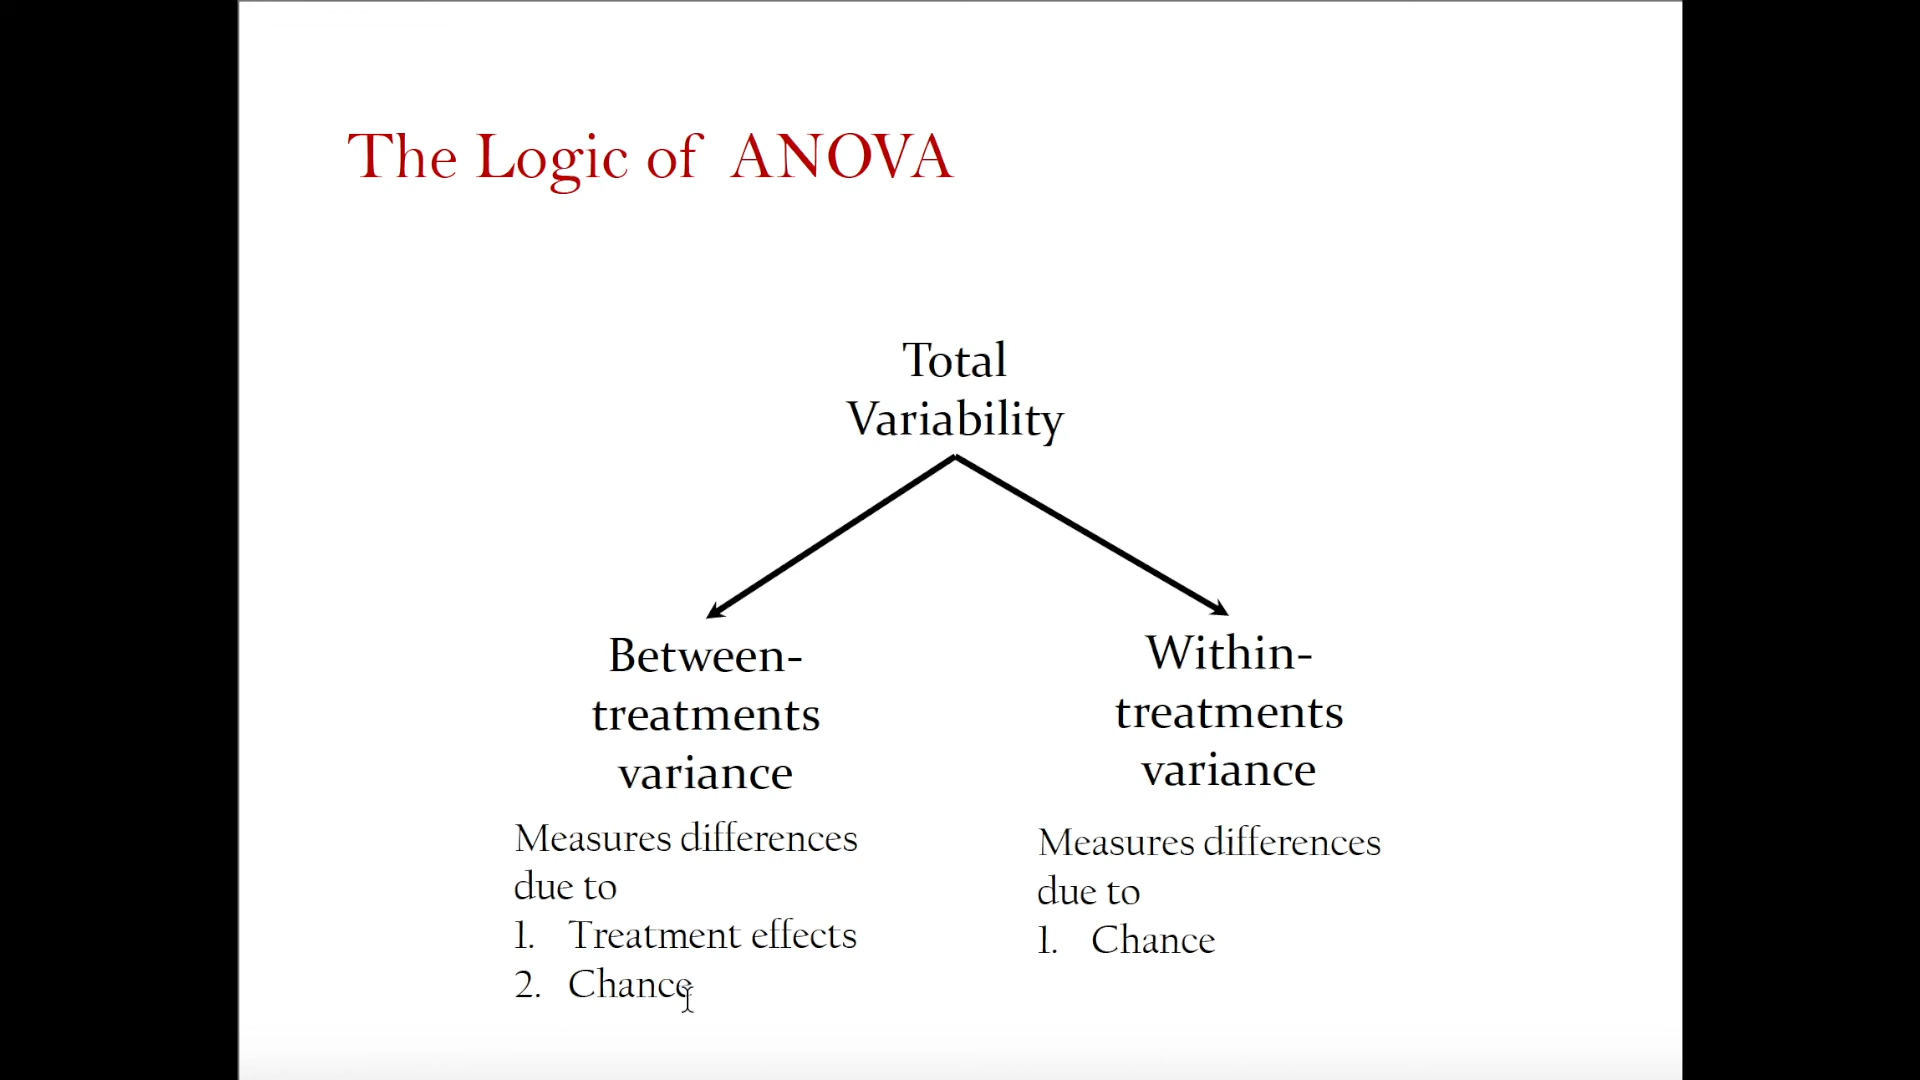 The Logic of ANOVA
Total
Variability
Between-
treatments
variance
Measures differences
due to
1. Treatment effects
2. Chance
Within-
treatments
variance
Measures differences
due to
1. Chance